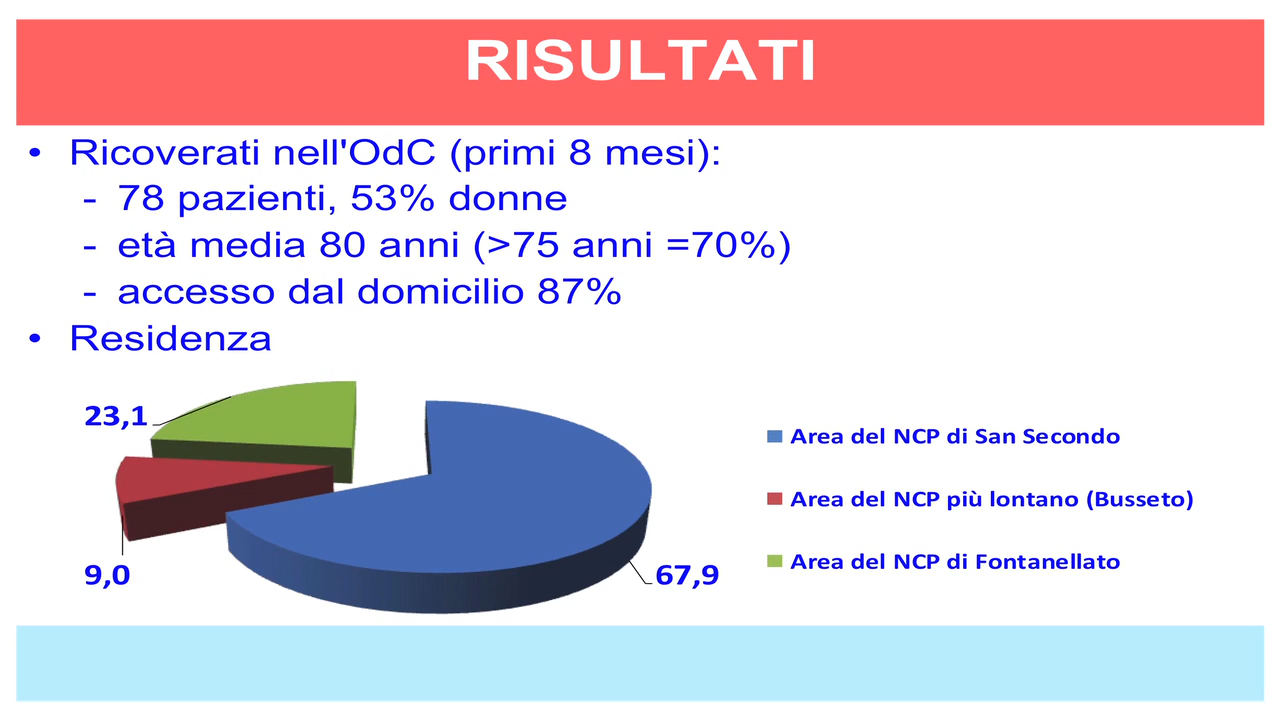 RISULTATI
• Ricoverati nell'OdC (primi 8 mesi):
- 78 pazienti, 53% donne
- età media 80 anni (>75 anni =70%)
- accesso dal domicilio 87%
• Residenza
23,1
9,0
67,9
Area del NCP di San Secondo
Area del NCP più lontano (Busseto)
Area del NCP di Fontanellato